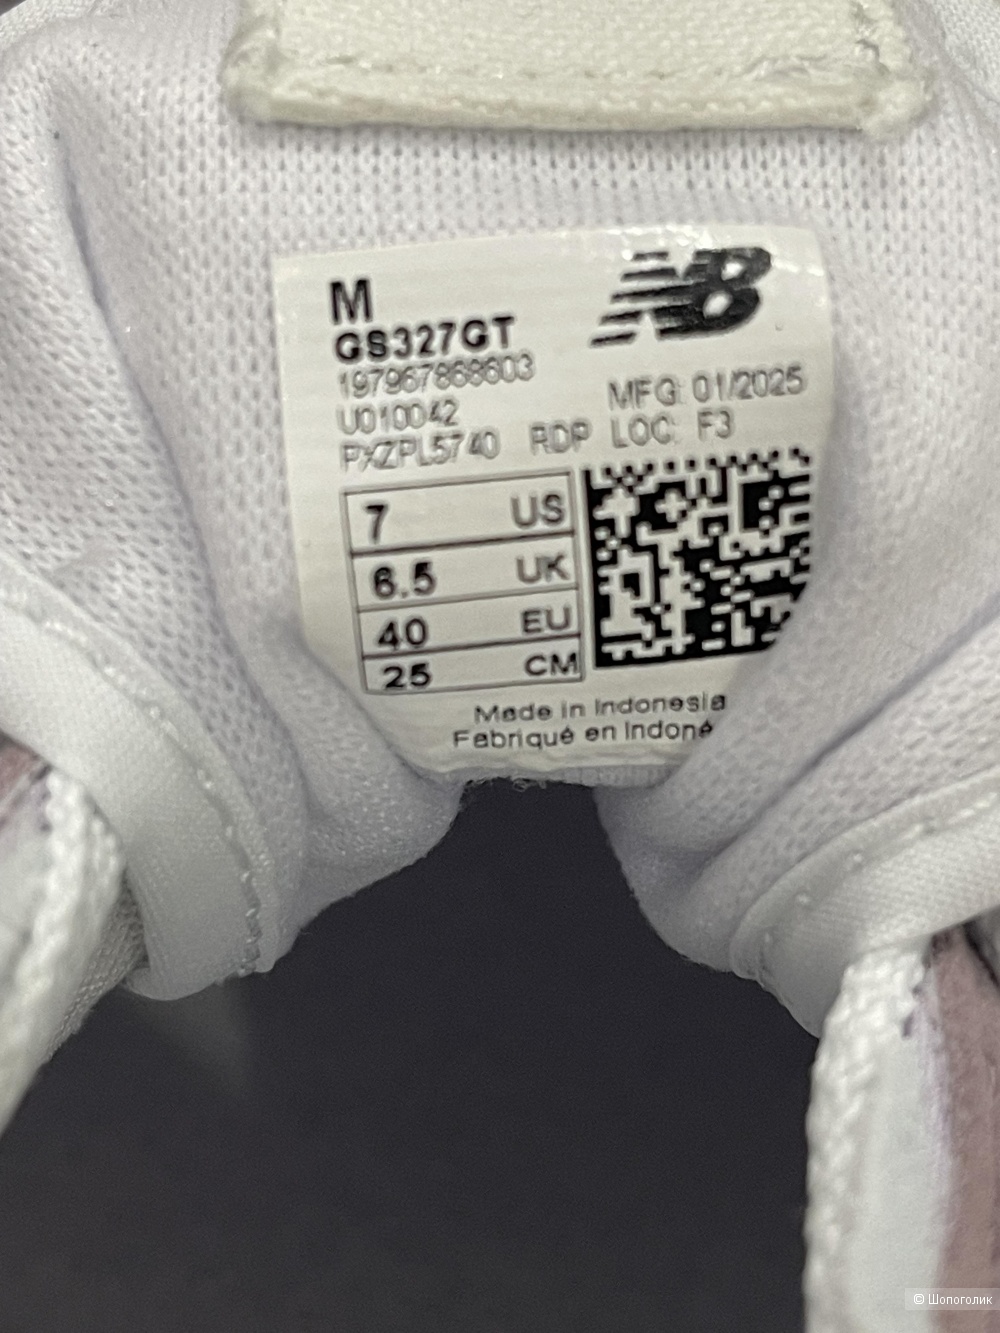 M
NB
GS327GT
197967868603
U010042
PXZPL5740 RDP
MFG: 01/2025
LOC: F3
7 US
6.5 UK
40 EU
25 CM
Made in Indonesia
Fabriqué en Indoné
© Шопоголик